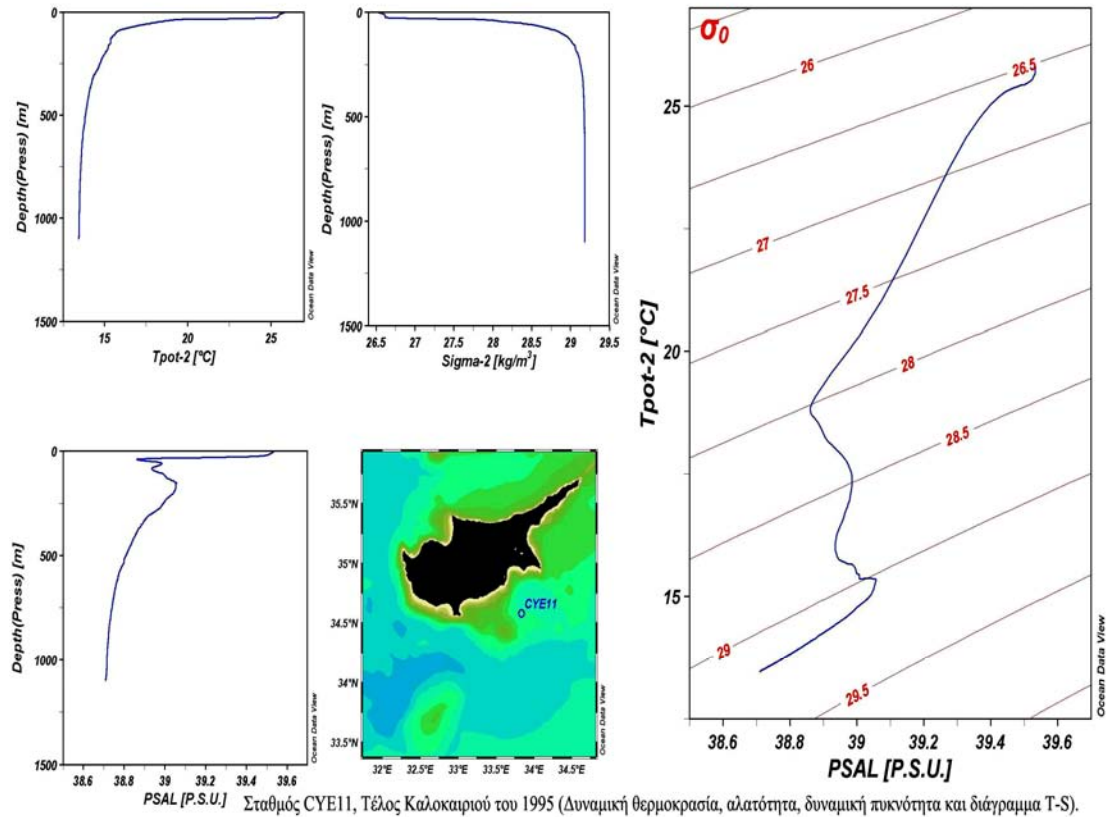 0
500
1000
1500
Depth(Press) [m]
15 20 25
Tpot-2 [°C]
Ocean Data View
0
500
1000
1500
Depth(Press) [m]
26.5 27 27.5 28 28.5 29 29.5
Sigma-2 [kg/m³]
Ocean Data View
σ₀
26
26.5
27
27.5
28
28.5
29
29.5
25
20
15
Tpot-2 [°C]
38.6 38.8 39 39.2 39.4 39.6
PSAL [P.S.U.]
Ocean Data View
0
500
1000
1500
Depth(Press) [m]
38.6 38.8 39 39.2 39.4 39.6
PSAL [P.S.U.]
Ocean Data View
35.5°N
35°N
34.5°N
34°N
33.5°N
CYE11
32°E 32.5°E 33°E 33.5°E 34°E 34.5°E
Ocean Data View
Σταθμός CYE11, Τέλος Καλοκαιριού του 1995 (Δυναμική θερμοκρασία, αλατότητα, δυναμική πυκνότητα και διάγραμμα T-S).